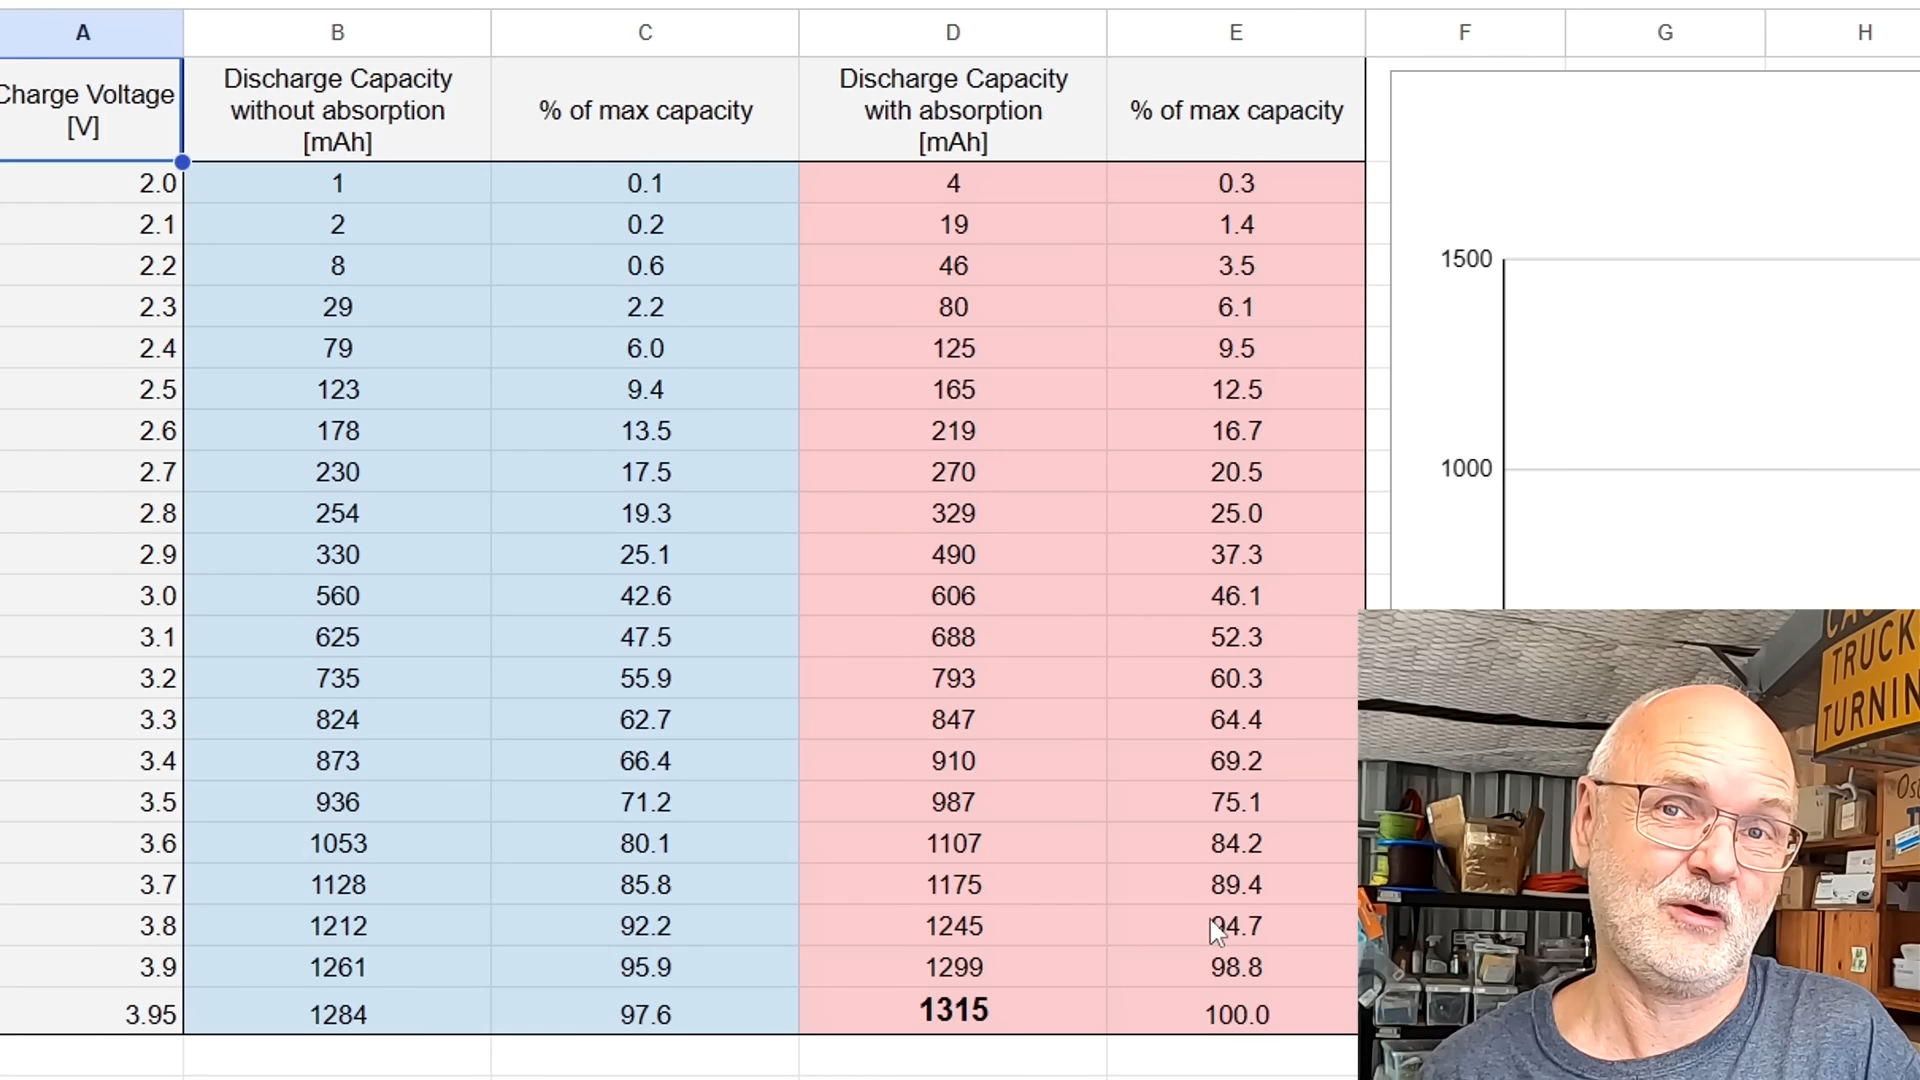 A B C D E F G H
Charge Voltage
[V]
Discharge Capacity
without absorption
[mAh]
% of max capacity
Discharge Capacity
with absorption
[mAh]
% of max capacity
2.0 1 0.1 4 0.3
2.1 2 0.2 19 1.4
2.2 8 0.6 46 3.5
2.3 29 2.2 80 6.1
2.4 79 6.0 125 9.5
2.5 123 9.4 165 12.5
2.6 178 13.5 219 16.7
2.7 230 17.5 270 20.5
2.8 254 19.3 329 25.0
2.9 330 25.1 490 37.3
3.0 560 42.6 606 46.1
3.1 625 47.5 688 52.3
3.2 735 55.9 793 60.3
3.3 824 62.7 847 64.4
3.4 873 66.4 910 69.2
3.5 936 71.2 987 75.1
3.6 1053 80.1 1107 84.2
3.7 1128 85.8 1175 89.4
3.8 1212 92.2 1245 94.7
3.9 1261 95.9 1299 98.8
3.95 1284 97.6 1315 100.0
1500
1000
TRUCK
TURNIN